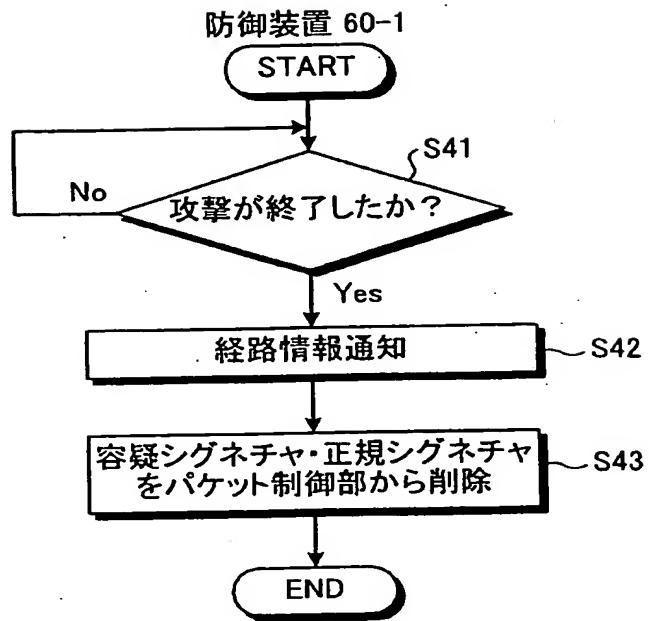 防御装置 60-1
START
S41
No
攻撃が終了したか？
Yes
経路情報通知
S42
容疑シグネチャ・正規シグネチャ
をパケット制御部から削除
S43
END